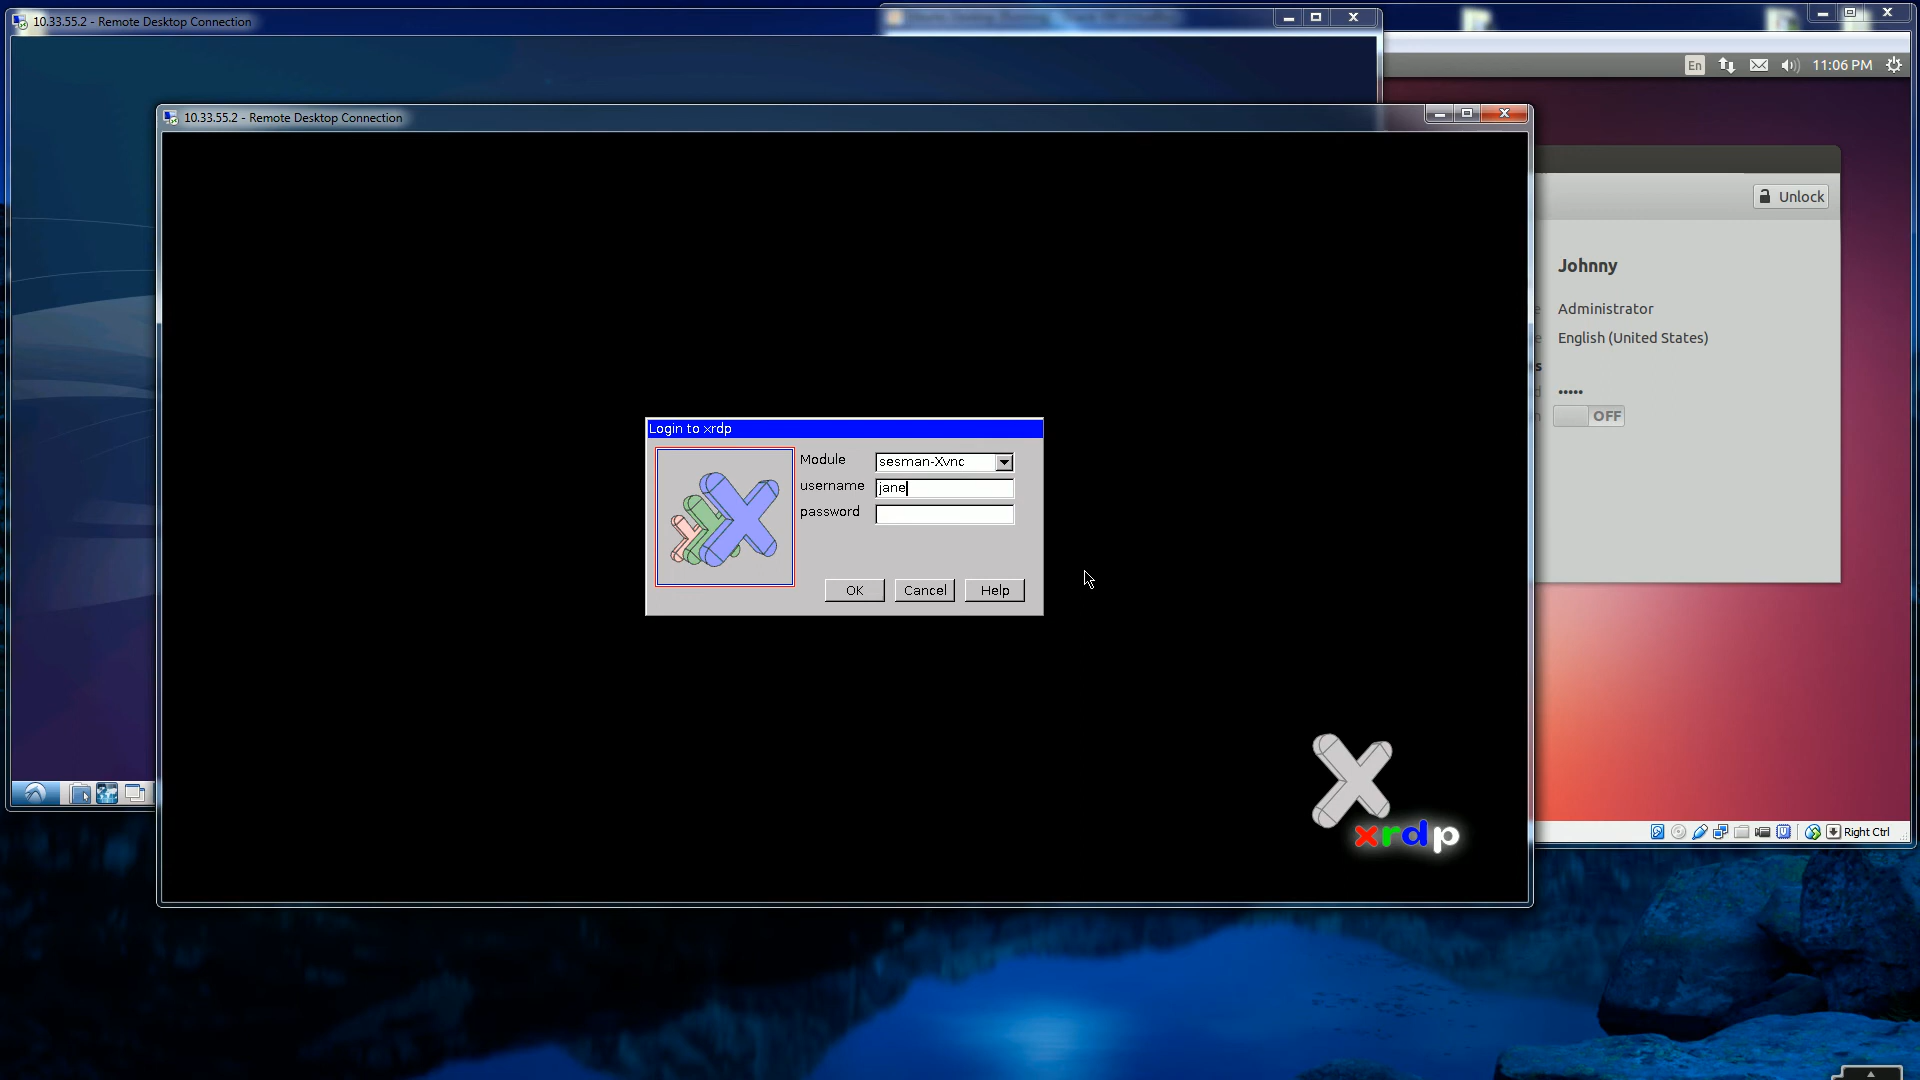 10.33.55.2 - Remote Desktop Connection
En
11:06 PM
10.33.55.2 - Remote Desktop Connection
Unlock
Johnny
Administrator
English (United States)
OFF
Login to xrdp
Module
sesman-Xvnc
username
jane
password
OK
Cancel
Help
xrdp
Right Ctrl